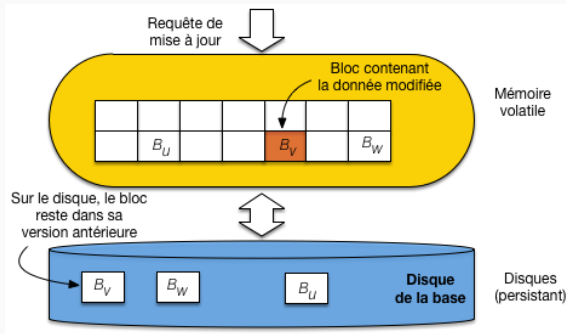 Requête de
mise à jour
Bloc contenant
la donnée modifiée
Mémoire
volatile
Bu
Bv
Bw
Sur le disque, le bloc
reste dans sa
version antérieure
Bv
Bw
Bu
Disque
de la base
Disques
(persistant)